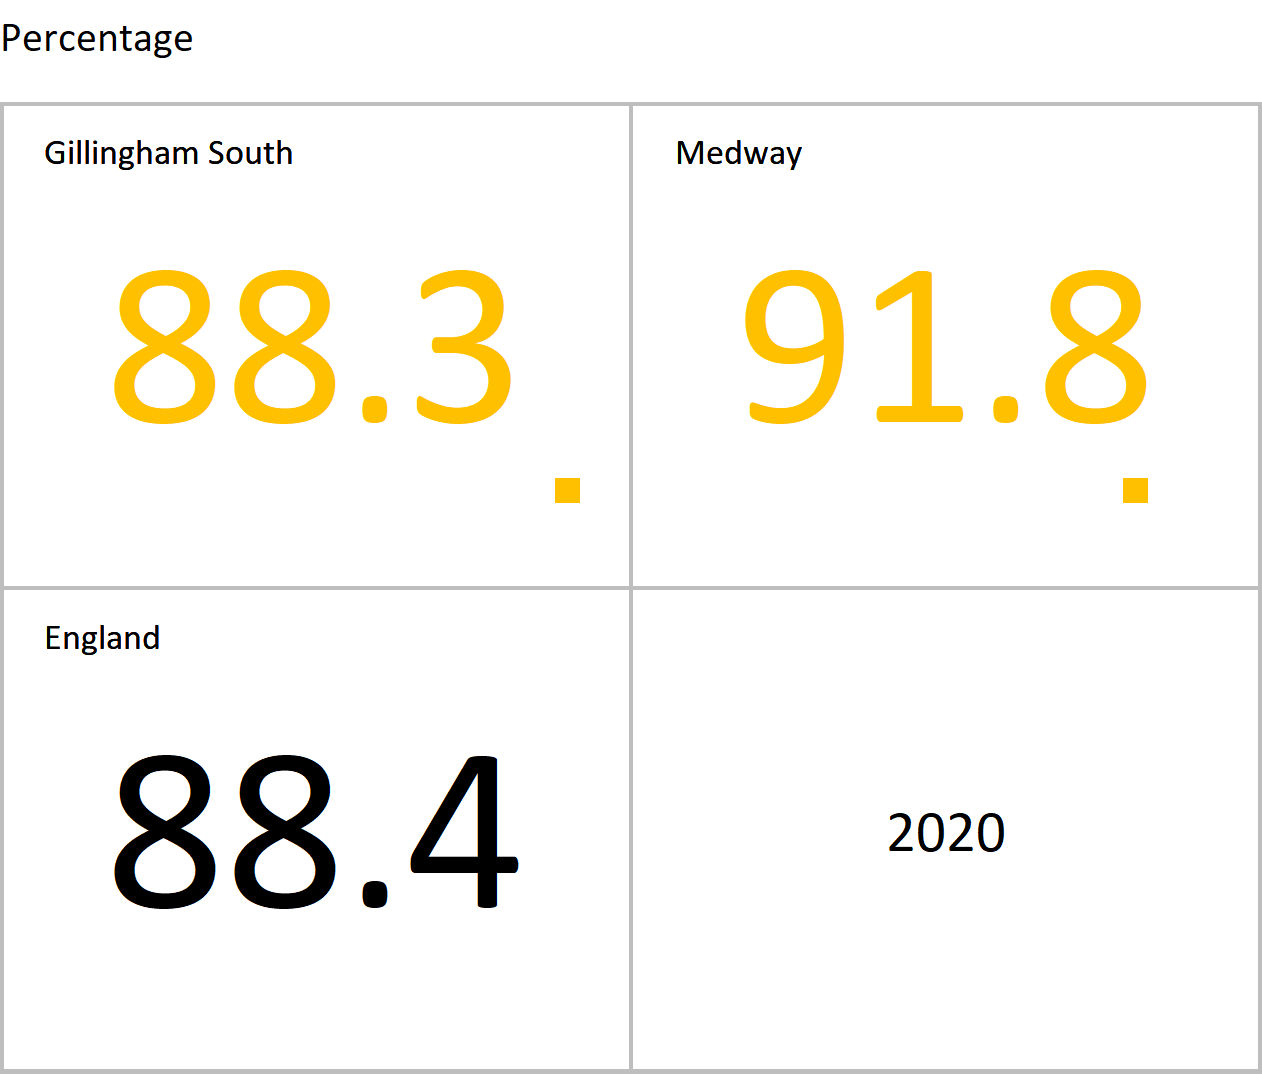 Percentage
Gillingham South
88.3
Medway
91.8
England
88.4
2020